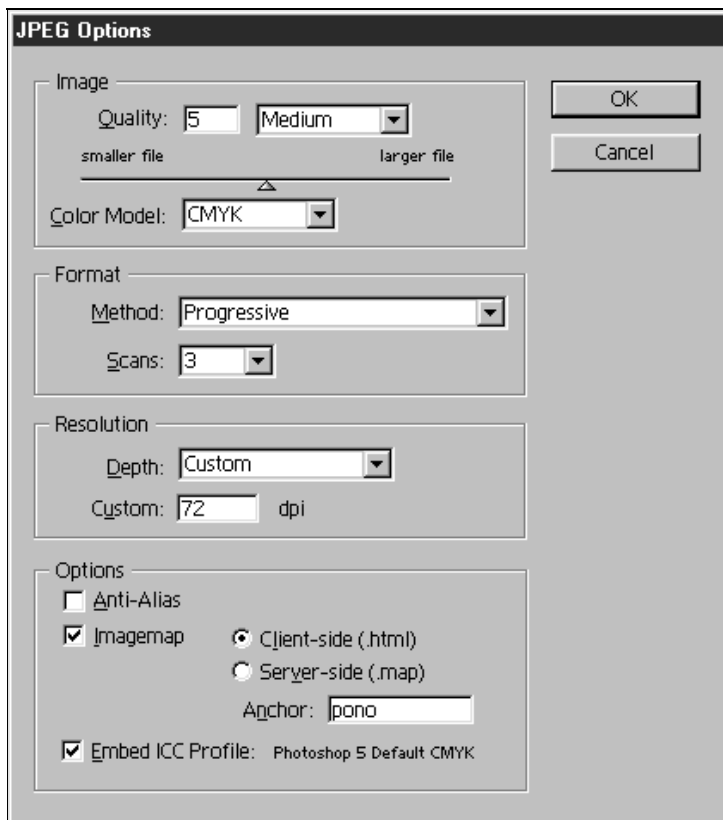 JPEG Options
Image
Quality: 5 Medium
smaller file larger file
Color Model: CMYK
OK
Cancel
Format
Method: Progressive
Scans: 3
Resolution
Depth: Custom
Custom: 72 dpi
Options
Anti-Alias
Imagemap Client-side (.html)
Server-side (.map)
Anchor: pono
Embed ICC Profile: Photoshop 5 Default CMYK